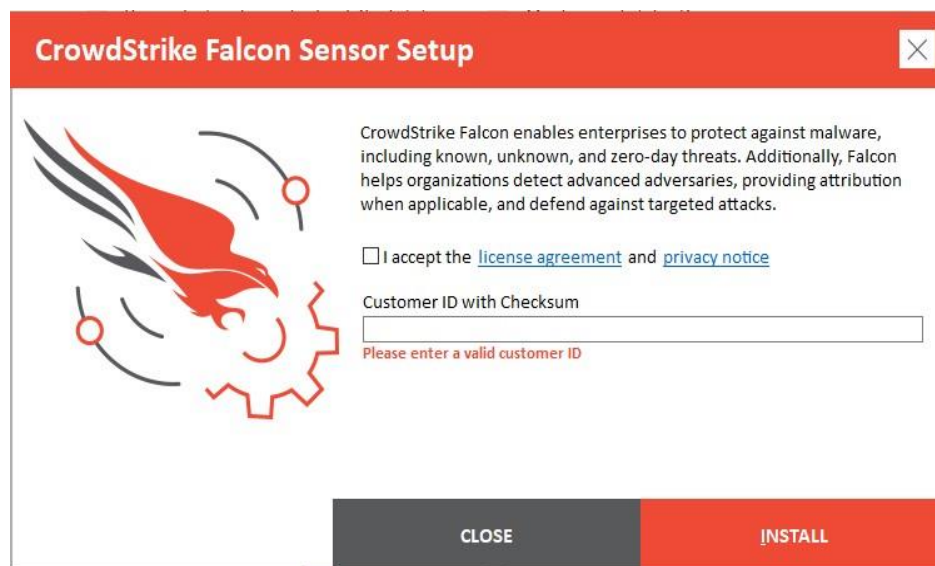 CrowdStrike Falcon Sensor Setup
CrowdStrike Falcon enables enterprises to protect against malware,
including known, unknown, and zero-day threats. Additionally, Falcon
helps organizations detect advanced adversaries, providing attribution
when applicable, and defend against targeted attacks.
I accept the license agreement and privacy notice
Customer ID with Checksum
Please enter a valid customer ID
CLOSE
INSTALL